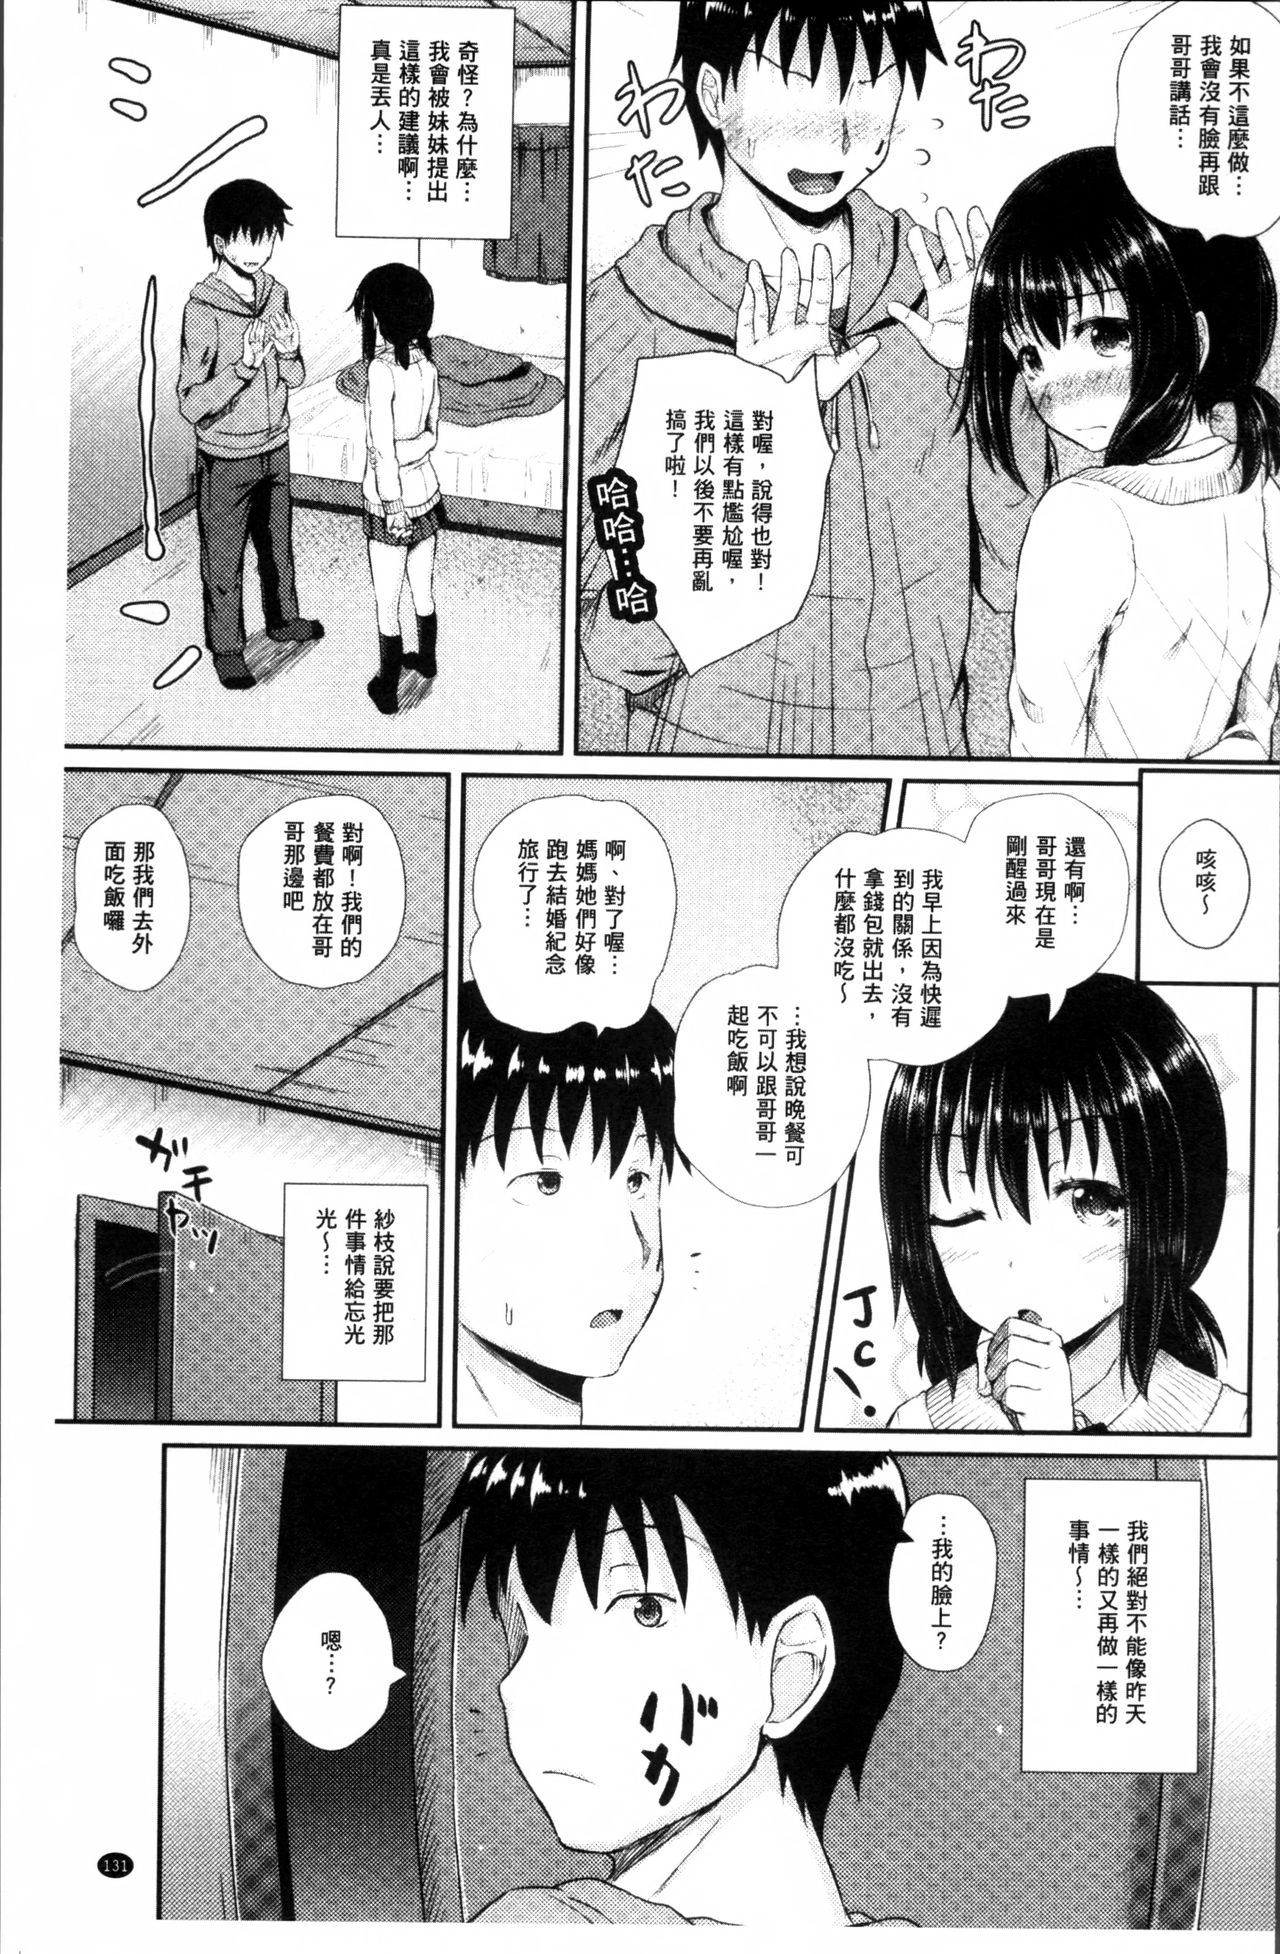 如果不這麼做…
我會沒有臉再跟
哥哥講話…
わたわた
對喔，說得也對！
這樣有點尷尬喔，
我們以後不要再亂
搞了啦！
哈哈…哈
奇怪？為什麼…
我會被妹妹提出
這樣的建議啊…
真是丟人…
咳咳～
還有啊…
哥哥現在是
剛醒過來
我早上因為快遲
到的關係，沒有
拿錢包就出去，
什麼都沒吃～
…我想說晚餐可
不可以跟哥哥一
起吃飯啊
啊、對了喔…
媽媽她們好像
跑去結婚紀念
旅行了…
對啊！我們的
餐費都放在哥
哥那邊吧
那我們去外
面吃飯囉
ガチャッ
紗枝說要把那
件事情給忘光
光～…
我們絕對不能像昨天
一樣的又再做一樣的
事情～…
…我的臉上？
バカ
嗯…？
131